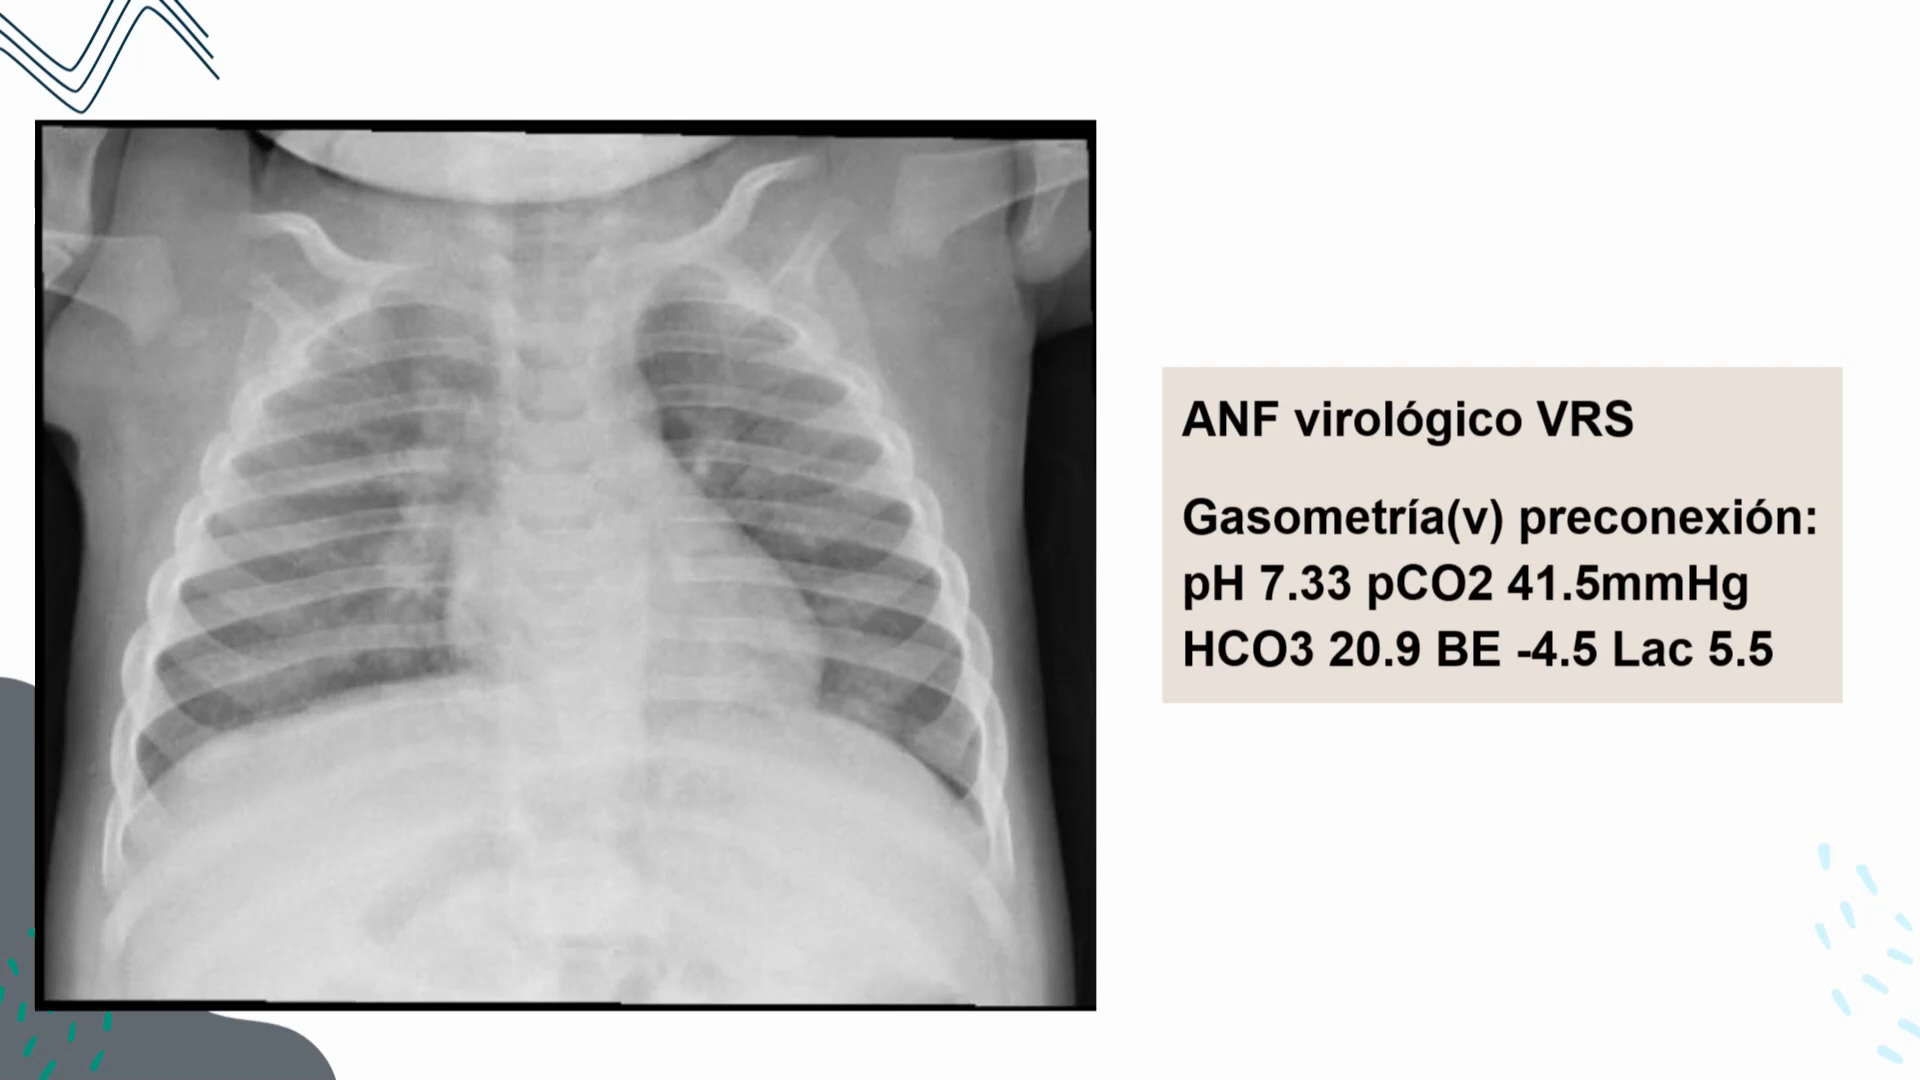 ANF virológico VRS
Gasometría(v) preconexión:
pH 7.33 pCO2 41.5mmHg
HCO3 20.9 BE -4.5 Lac 5.5